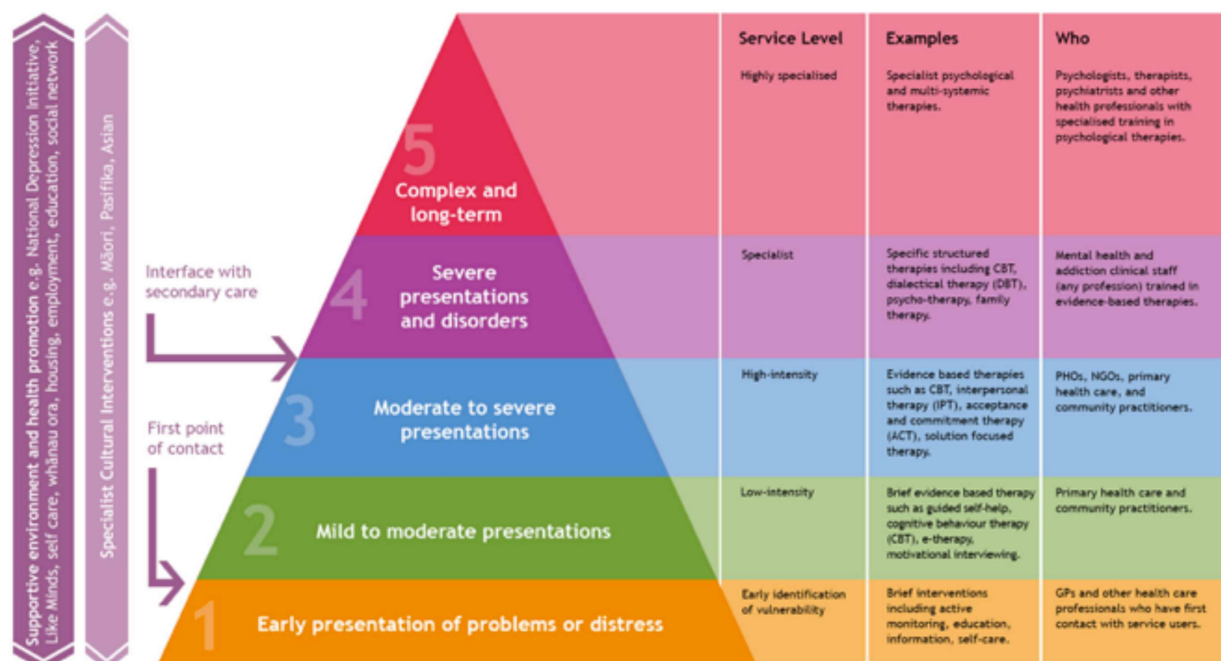 Supportive environment and health promotion e.g. National Depression Initiative,
Like Minds, self care, whānau ora, housing, employment, education, social network
Specialist Cultural Interventions e.g. Māori, Pasifika, Asian
Interface with
secondary care
First point
of contact
Service Level
Examples
Who
5
Complex and
long-term
Highly specialised
Specialist psychological
and multi-systemic
therapies.
Psychologists, therapists,
psychiatrists and other
health professionals with
specialised training in
psychological therapies.
4
Severe
presentations
and disorders
Specialist
Specific structured
therapies including CBT,
dialectical therapy (DBT),
psycho-therapy, family
therapy.
Mental health and
addiction clinical staff
(any profession) trained in
evidence-based therapies.
3
Moderate to severe
presentations
High-intensity
Evidence based therapies
such as CBT, interpersonal
therapy (IPT), acceptance
and commitment therapy
(ACT), solution focused
therapy.
PHOs, NGOs, primary
health care, and
community practitioners.
2
Mild to moderate presentations
Low-intensity
Brief evidence based therapy
such as guided self-help,
cognitive behaviour therapy
(CBT), e-therapy,
motivational interviewing.
Primary health care and
community practitioners.
1
Early presentation of problems or distress
Early identification
of vulnerability
Brief interventions
including active
monitoring, education,
information, self-care.
GPs and other health care
professionals who have first
contact with service users.